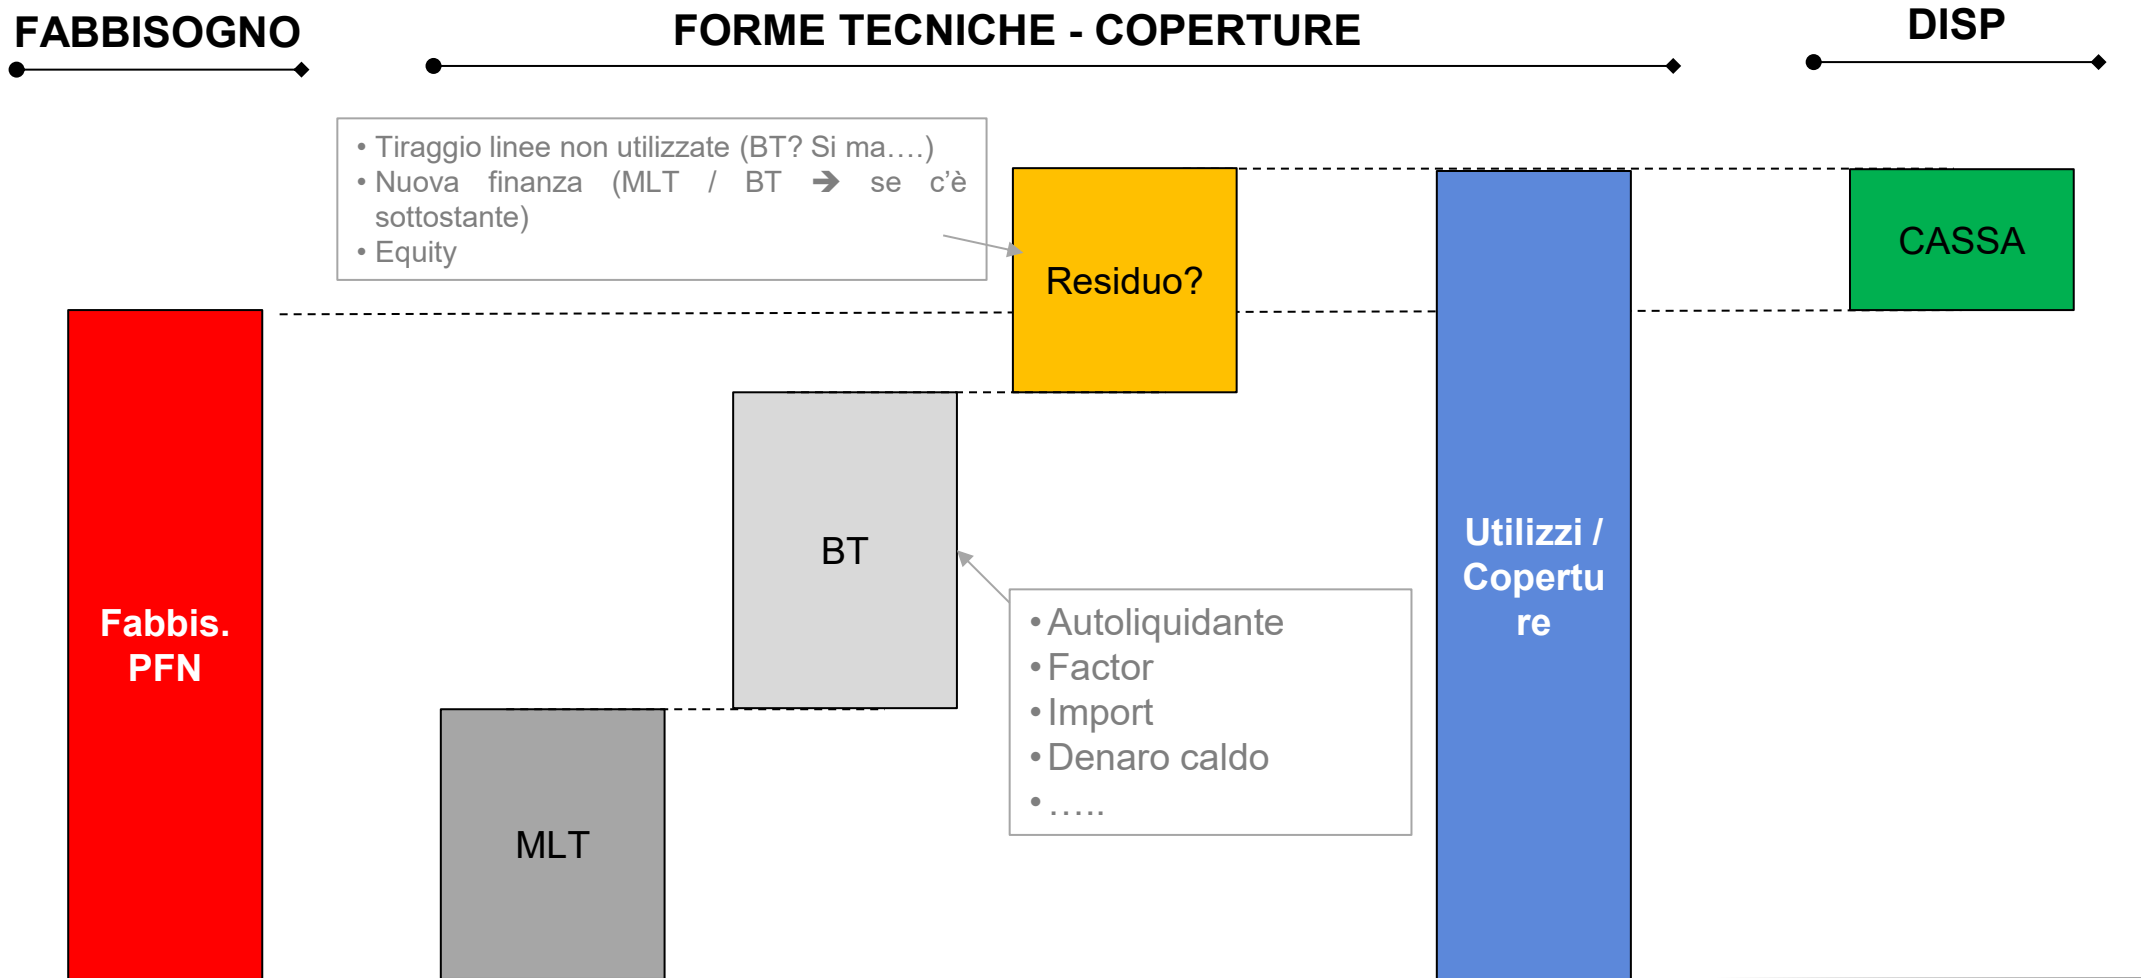 FABBISOGNO
FORME TECNICHE - COPERTURE
DISP
• Tiraggio linee non utilizzate (BT? Si ma….)
• Nuova finanza (MLT / BT ➔ se c’è
sottostante)
• Equity
Residuo?
CASSA
Fabbis.
PFN
MLT
BT
• Autoliquidante
• Factor
• Import
• Denaro caldo
• …..
Utilizzi /
Copertu
re